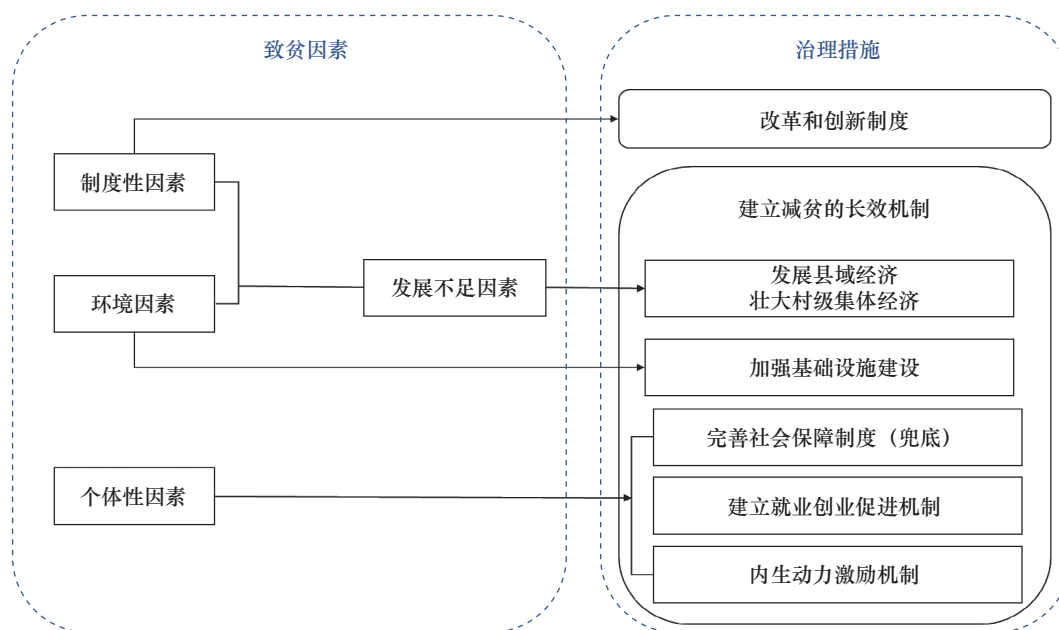 致贫因素
治理措施
改革和创新制度
制度性因素
建立减贫的长效机制
发展不足因素
发展县域经济
壮大村级集体经济
环境因素
加强基础设施建设
完善社会保障制度（兜底）
个体性因素
建立就业创业促进机制
内生动力激励机制